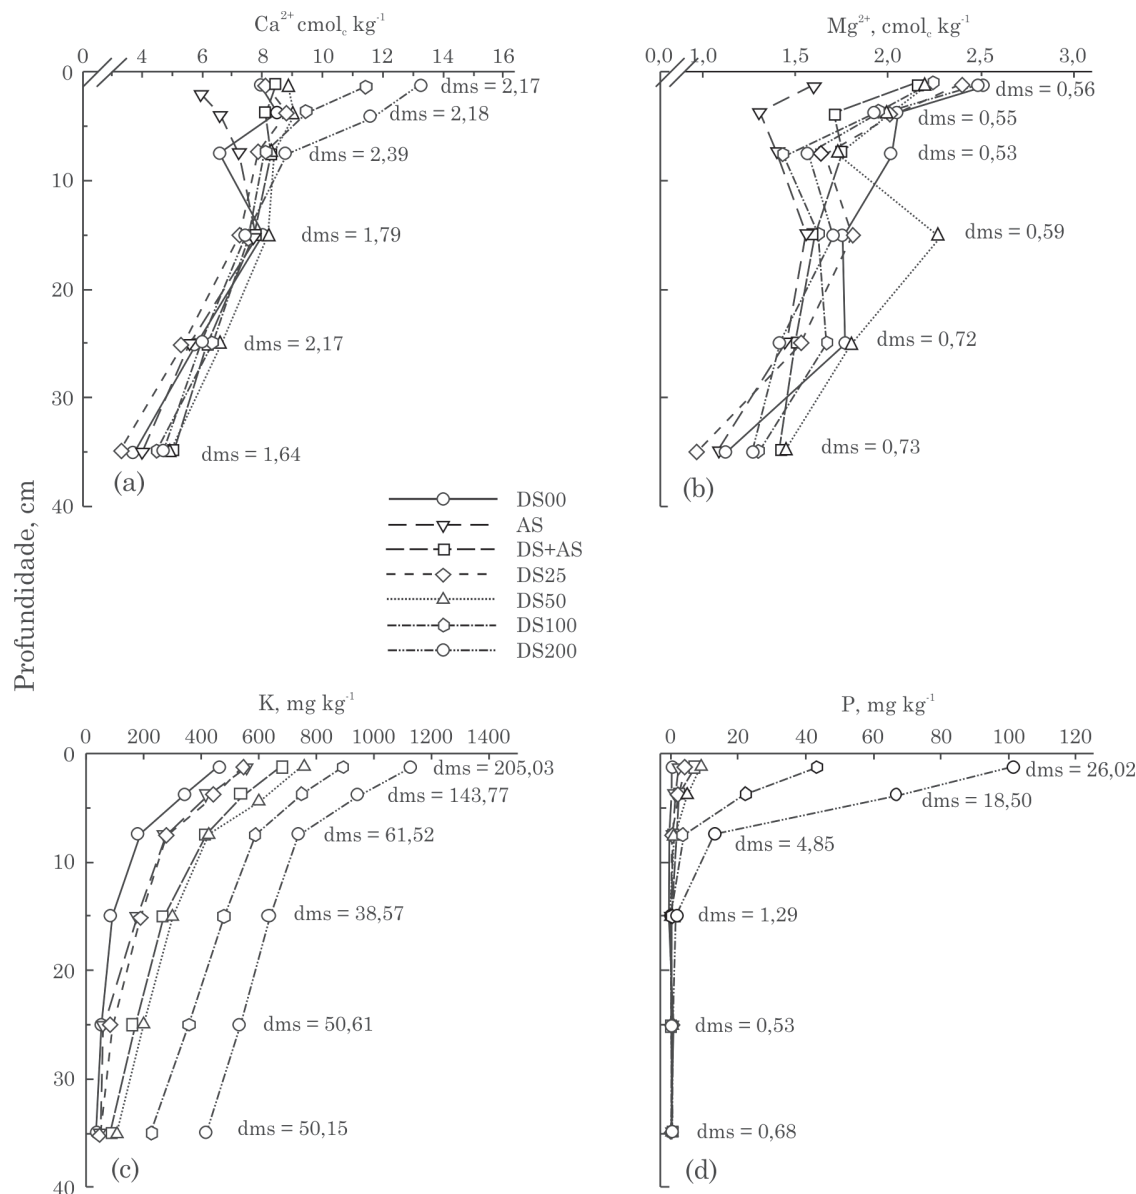 Ca²⁺ cmol꜀ kg⁻¹
0 4 6 8 10 12 14 16
0
10
20
30
40
dms = 2,17
dms = 2,18
dms = 2,39
dms = 1,79
dms = 2,17
dms = 1,64
(a)
Mg²⁺, cmol꜀ kg⁻¹
0,0 1,0 1,5 2,0 2,5 3,0
dms = 0,56
dms = 0,55
dms = 0,53
dms = 0,59
dms = 0,72
dms = 0,73
(b)
Profundidade, cm
DS00
AS
DS+AS
DS25
DS50
DS100
DS200
K, mg kg⁻¹
0 200 400 600 800 1000 1200 1400
0
10
20
30
40
dms = 205,03
dms = 143,77
dms = 61,52
dms = 38,57
dms = 50,61
dms = 50,15
(c)
P, mg kg⁻¹
0 20 40 60 80 100 120
dms = 26,02
dms = 18,50
dms = 4,85
dms = 1,29
dms = 0,53
dms = 0,68
(d)